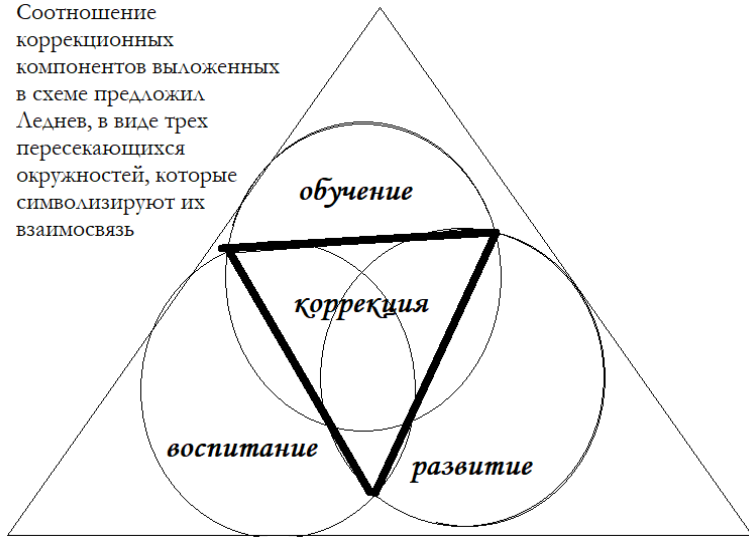 Соотношение
коррекционных
компонентов выложенных
в схеме предложил
Леднев, в виде трех
пересекающихся
окружностей, которые
символизируют их
взаимосвязь
обучение
коррекция
воспитание
развитие